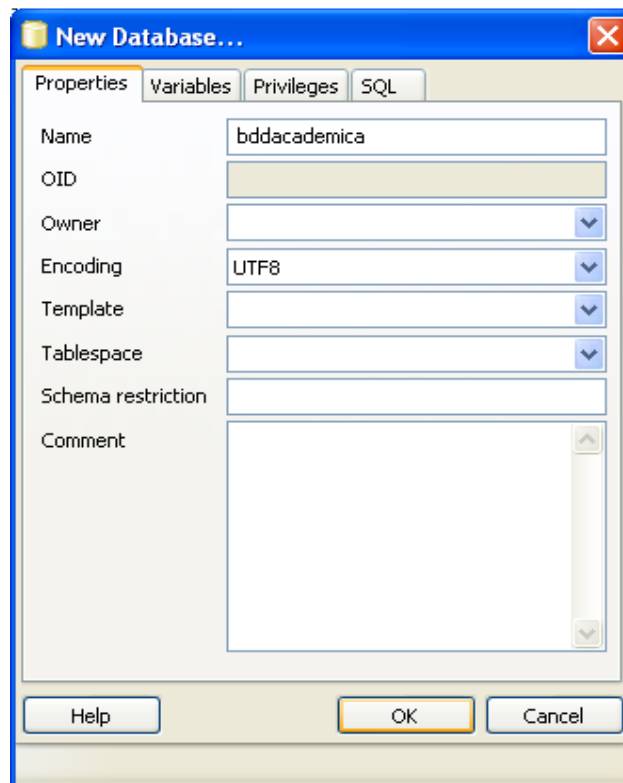 New Database...
Properties Variables Privileges SQL
Name bddacademica
OID
Owner
Encoding UTF8
Template
Tablespace
Schema restriction
Comment
Help OK Cancel